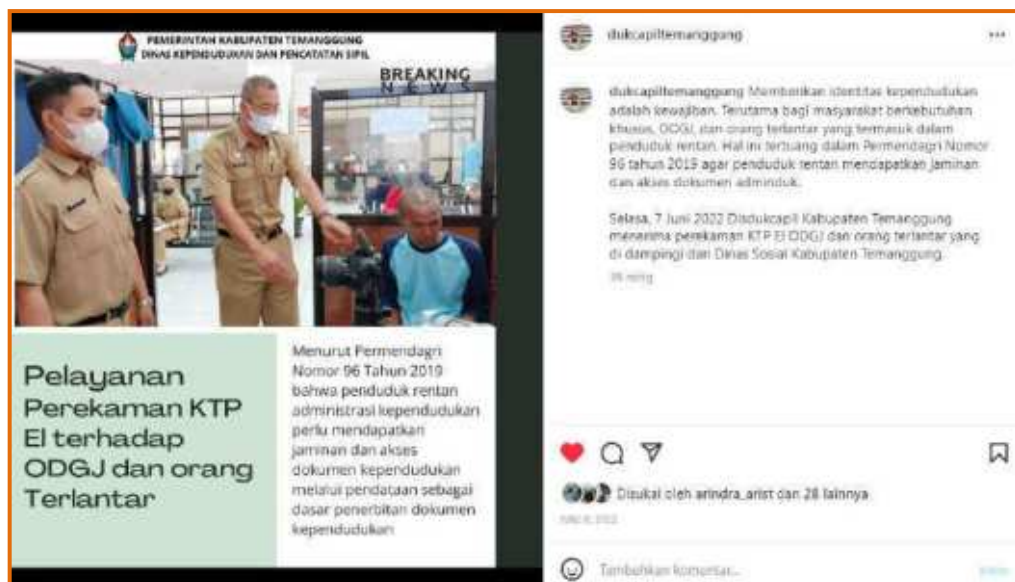 PEMERINTAH KABUPATEN TEMANGGUNG
DINAS KEPENDUDUKAN DAN PENCATATAN SIPIL
BREAKING
NEWS
Pelayanan
Perekaman KTP
El terhadap
ODGJ dan orang
Terlantar
Menurut Permendagri
Nomor 96 Tahun 2019
bahwa penduduk rentan
administrasi kependudukan
perlu mendapatkan
jaminan dan akses
dokumen kependudukan
melalui pendataan sebagai
dasar penerbitan dokumen
kependudukan
dukcapiltemanggung
dukcapiltemanggung Memberikan identitas kependudukan
adalah kewajiban. Terutama bagi masyarakat berkebutuhan
khusus, ODGJ, dan orang terlantar yang termasuk dalam
penduduk rentan. Hal ini tertuang dalam Permendagri Nomor
96 tahun 2019 agar penduduk rentan mendapatkan jaminan
dan akses dokumen adminduk.
Selasa, 7 Juni 2022 Disdukcapil Kabupaten Temanggung
menerima perekaman KTP El ODGJ dan orang terlantar yang
di dampingi dari Dinas Sosial Kabupaten Temanggung.
Disukai oleh arindra_arist dan 28 lainnya
Tambahkan komentar...